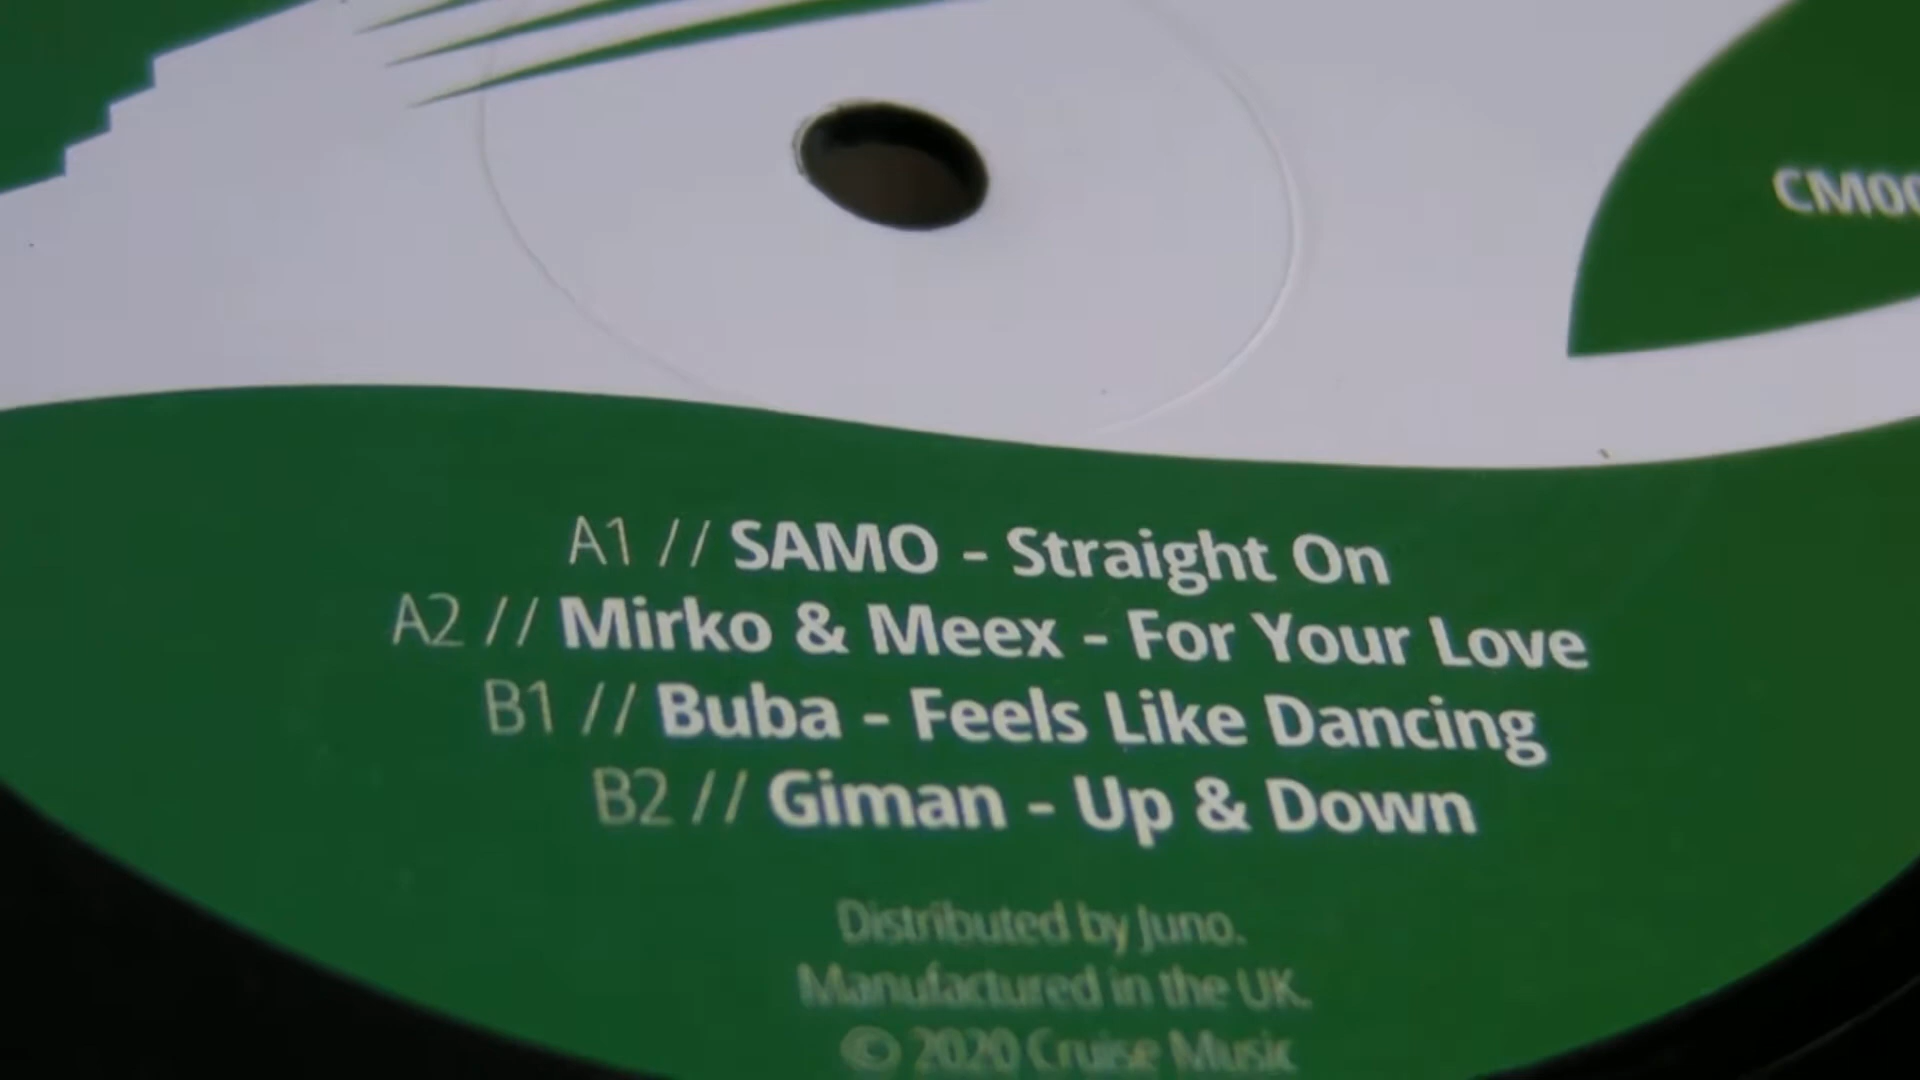 CM00
A1 // SAMO - Straight On
A2 // Mirko & Meex - For Your Love
B1 // Buba - Feels Like Dancing
B2 // Giman - Up & Down
Distributed by Juno.
Manufactured in the UK.
© 2020 Cruise Music